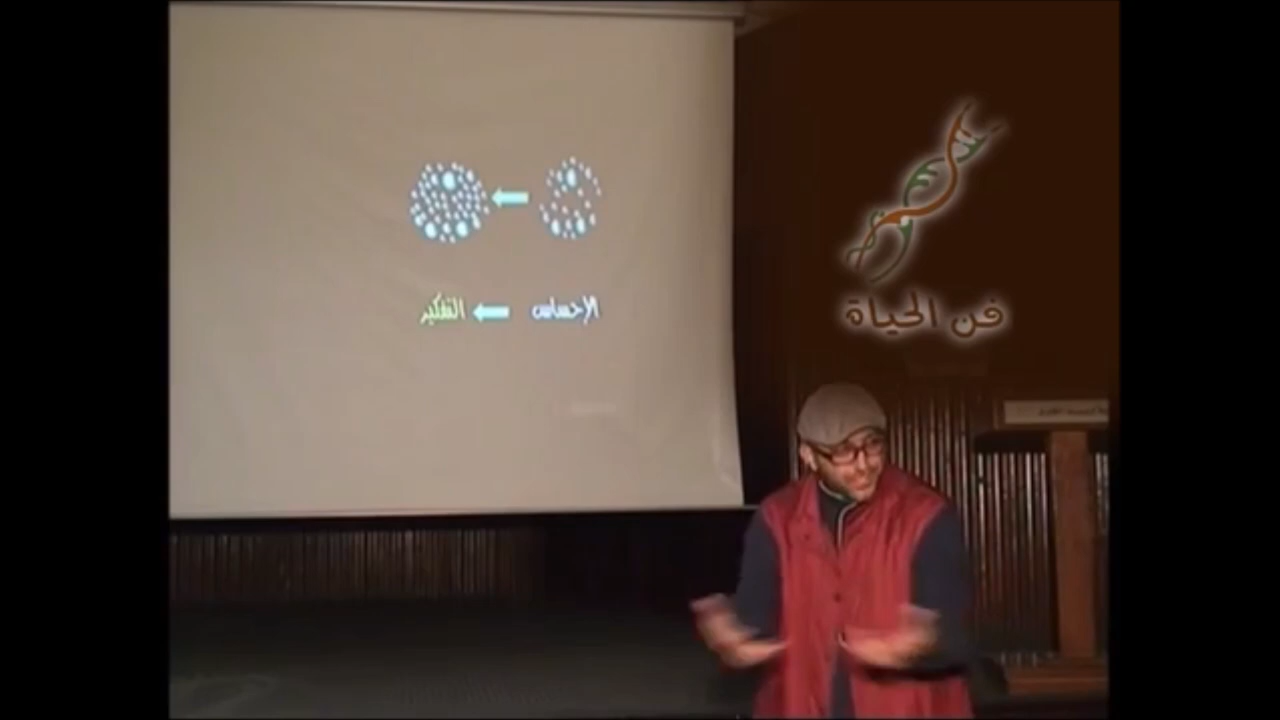 الإحساس ← التفكير
فن الحياة